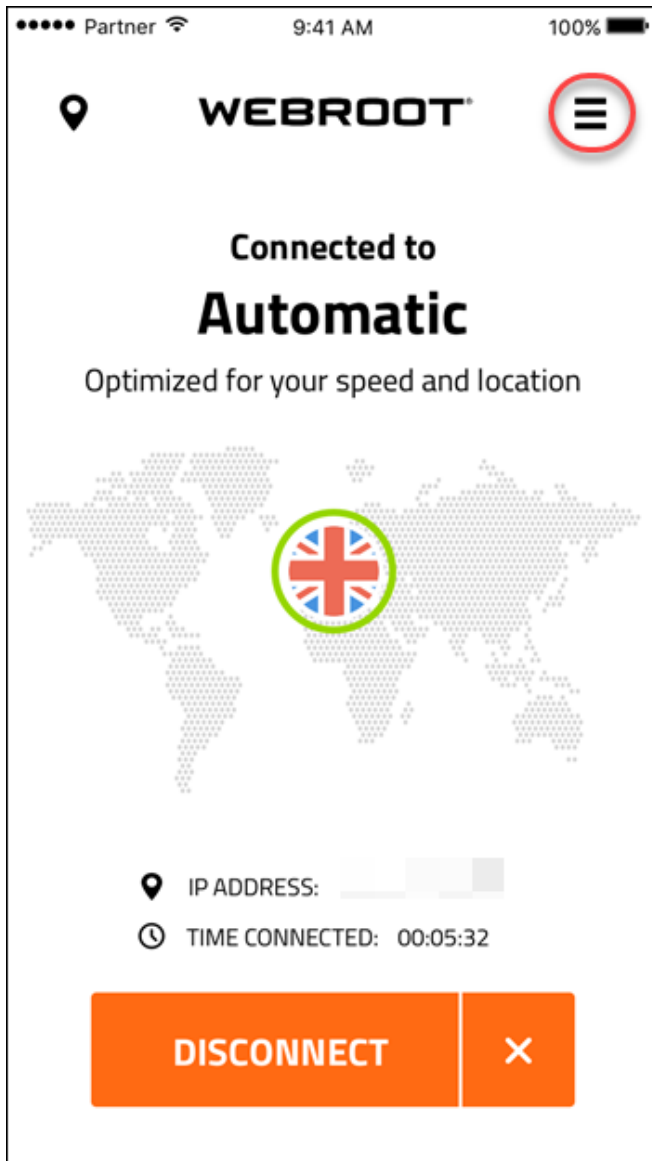 Partner 9:41 AM 100%
WEBROOT®
Connected to
Automatic
Optimized for your speed and location
IP ADDRESS:
TIME CONNECTED: 00:05:32
DISCONNECT